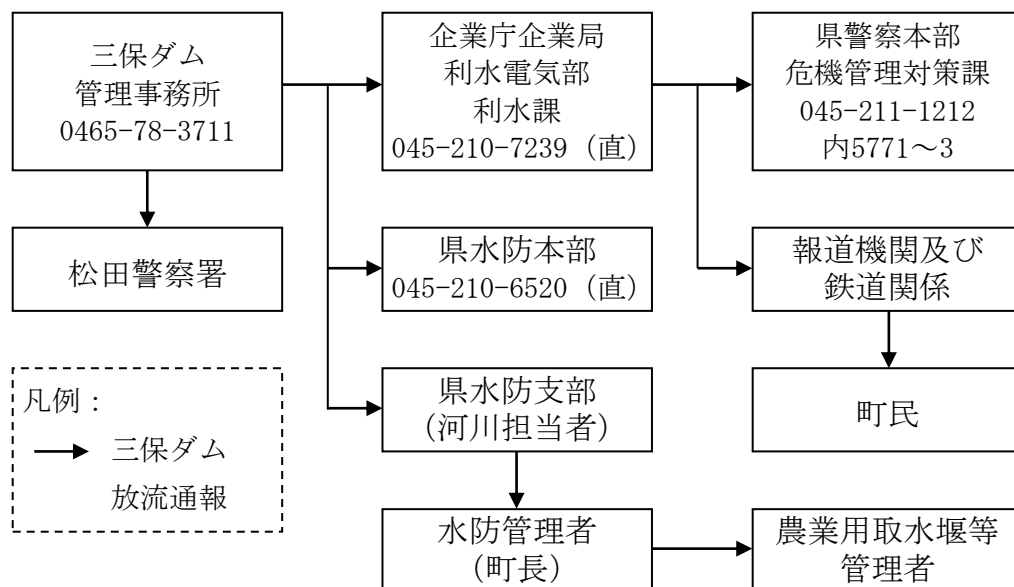 三保ダム
管理事務所
0465-78-3711
企業庁企業局
利水電気部
利水課
045-210-7239（直）
県警察本部
危機管理対策課
045-211-1212
内5771～3
松田警察署
県水防本部
045-210-6520（直）
報道機関及び
鉄道関係
凡例：
三保ダム
放流通報
県水防支部
（河川担当者）
町民
水防管理者
（町長）
農業用取水堰等
管理者